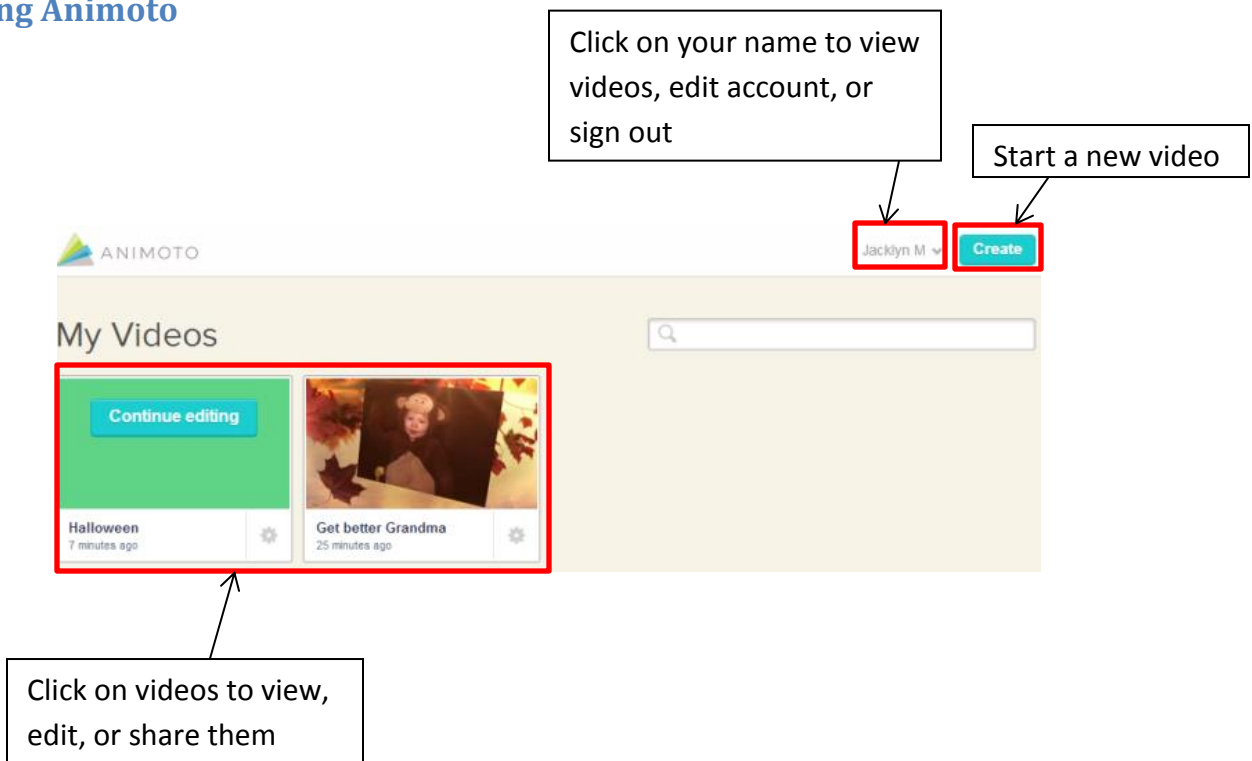 ng Animoto
Click on your name to view
videos, edit account, or
sign out
Start a new video
ANIMOTO
Jacklyn M
Create
My Videos
Continue editing
Halloween
7 minutes ago
Get better Grandma
25 minutes ago
Click on videos to view,
edit, or share them